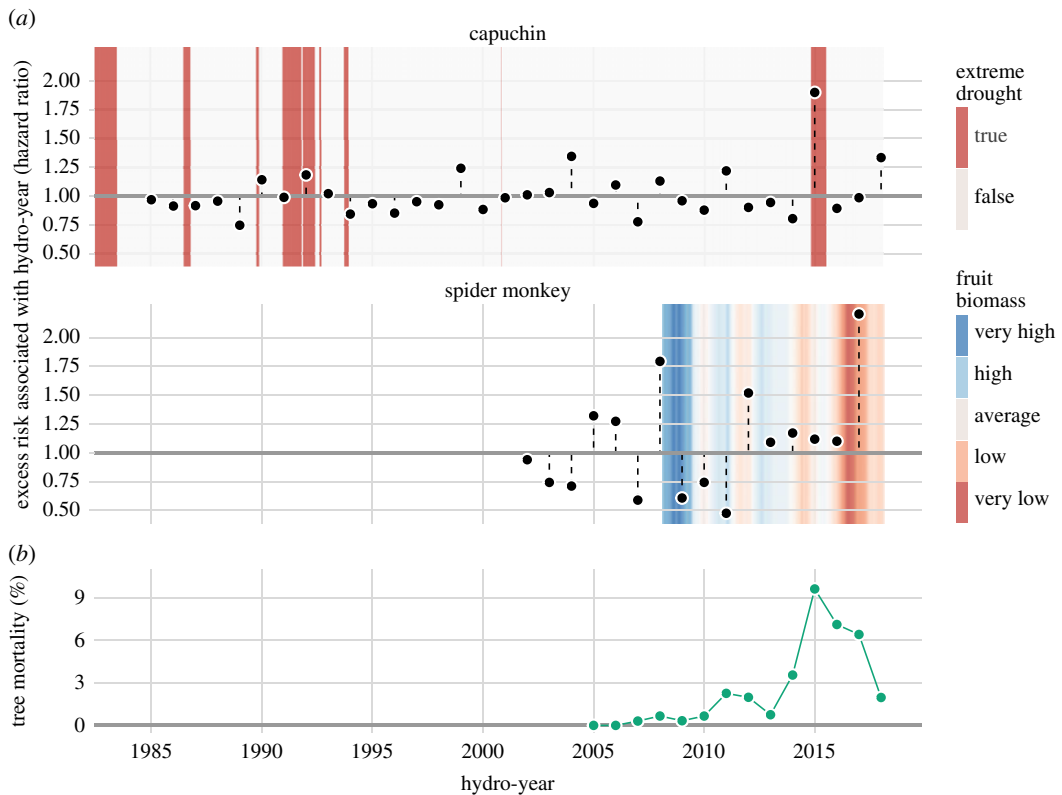 (a)
capuchin
excess risk associated with hydro-year (hazard ratio)
2.00
1.75
1.50
1.25
1.00
0.75
0.50
extreme
drought
true
false
spider monkey
2.00
1.75
1.50
1.25
1.00
0.75
0.50
fruit
biomass
very high
high
average
low
very low
(b)
tree mortality (%)
9
6
3
0
1985 1990 1995 2000 2005 2010 2015
hydro-year